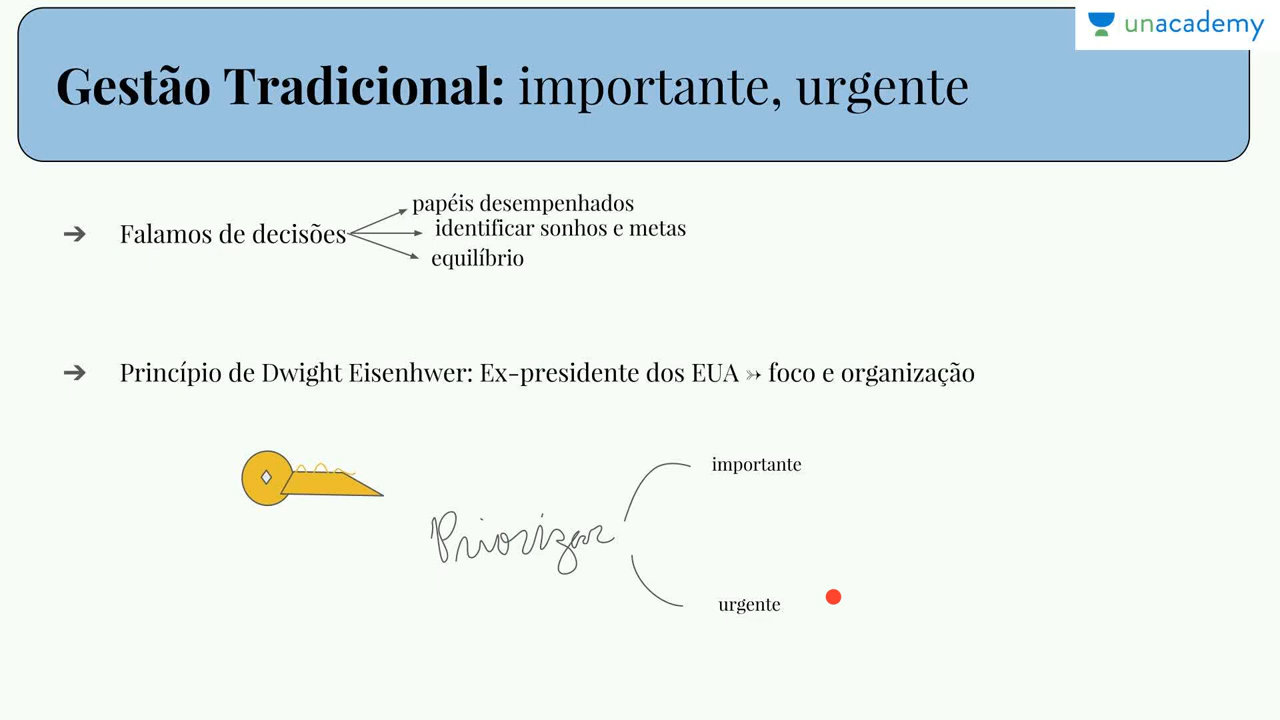 unacademy
Gestão Tradicional: importante, urgente
➔ Falamos de decisões
papéis desempenhados
identificar sonhos e metas
equilíbrio
➔ Princípio de Dwight Eisenhwer: Ex-presidente dos EUA ⤖ foco e organização
importante
Priorizar
urgente